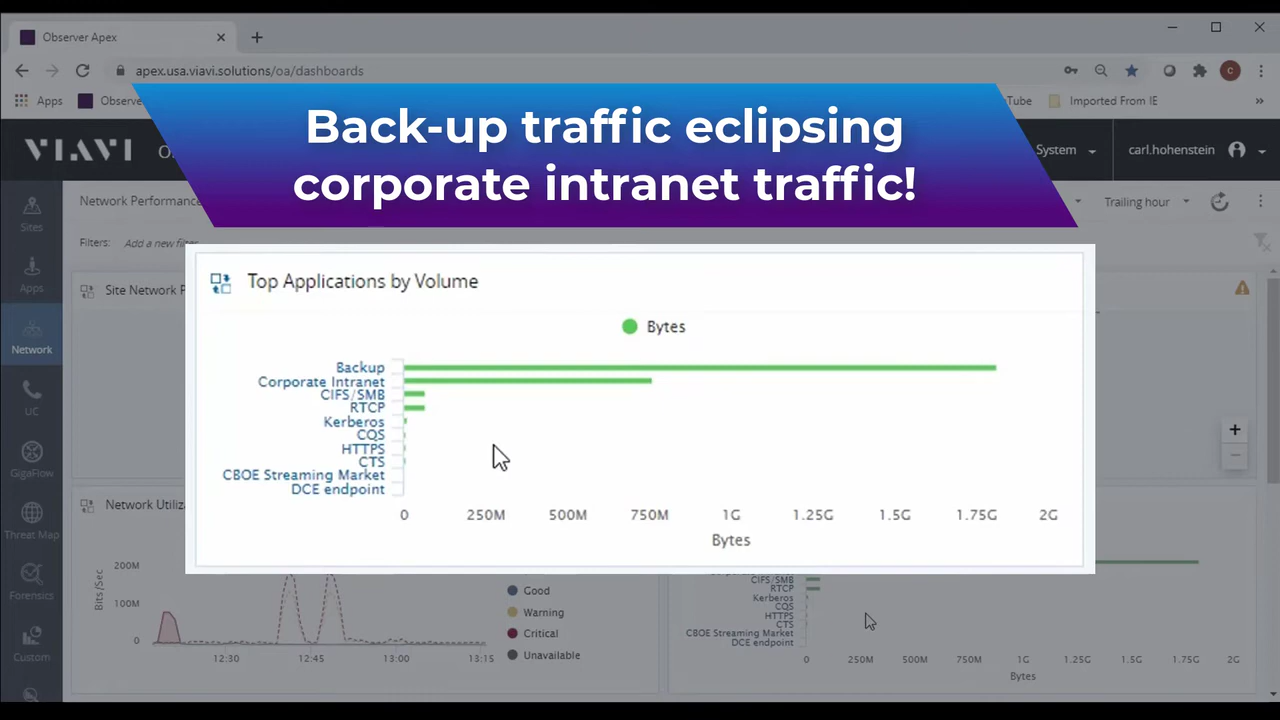 Observer Apex
apex.usa.viavi.solutions/oa/dashboards
Apps
Imported From IE
Back-up traffic eclipsing
corporate intranet traffic!
VIAVI
System
carl.hohenstein
Sites
Apps
Network
UC
GigaFlow
Threat Map
Forensics
Custom
Network Performance
Trailing hour
Filters: Add a new filter
Site Network
Top Applications by Volume
Bytes
Backup
Corporate Intranet
CIFS/SMB
RTCP
Kerberos
CQS
HTTPS
CTS
CBOE Streaming Market
DCE endpoint
0 250M 500M 750M 1G 1.25G 1.5G 1.75G 2G
Bytes
Network
Bits/Sec
200M
100M
0
12:30 12:45 13:00 13:15
Good
Warning
Critical
Unavailable
CIFS/SMB
RTCP
Kerberos
CQS
HTTPS
CTS
CBOE Streaming Market
DCE endpoint
0 250M 500M 750M 1G 1.25G 1.5G 1.75G 2G
Bytes